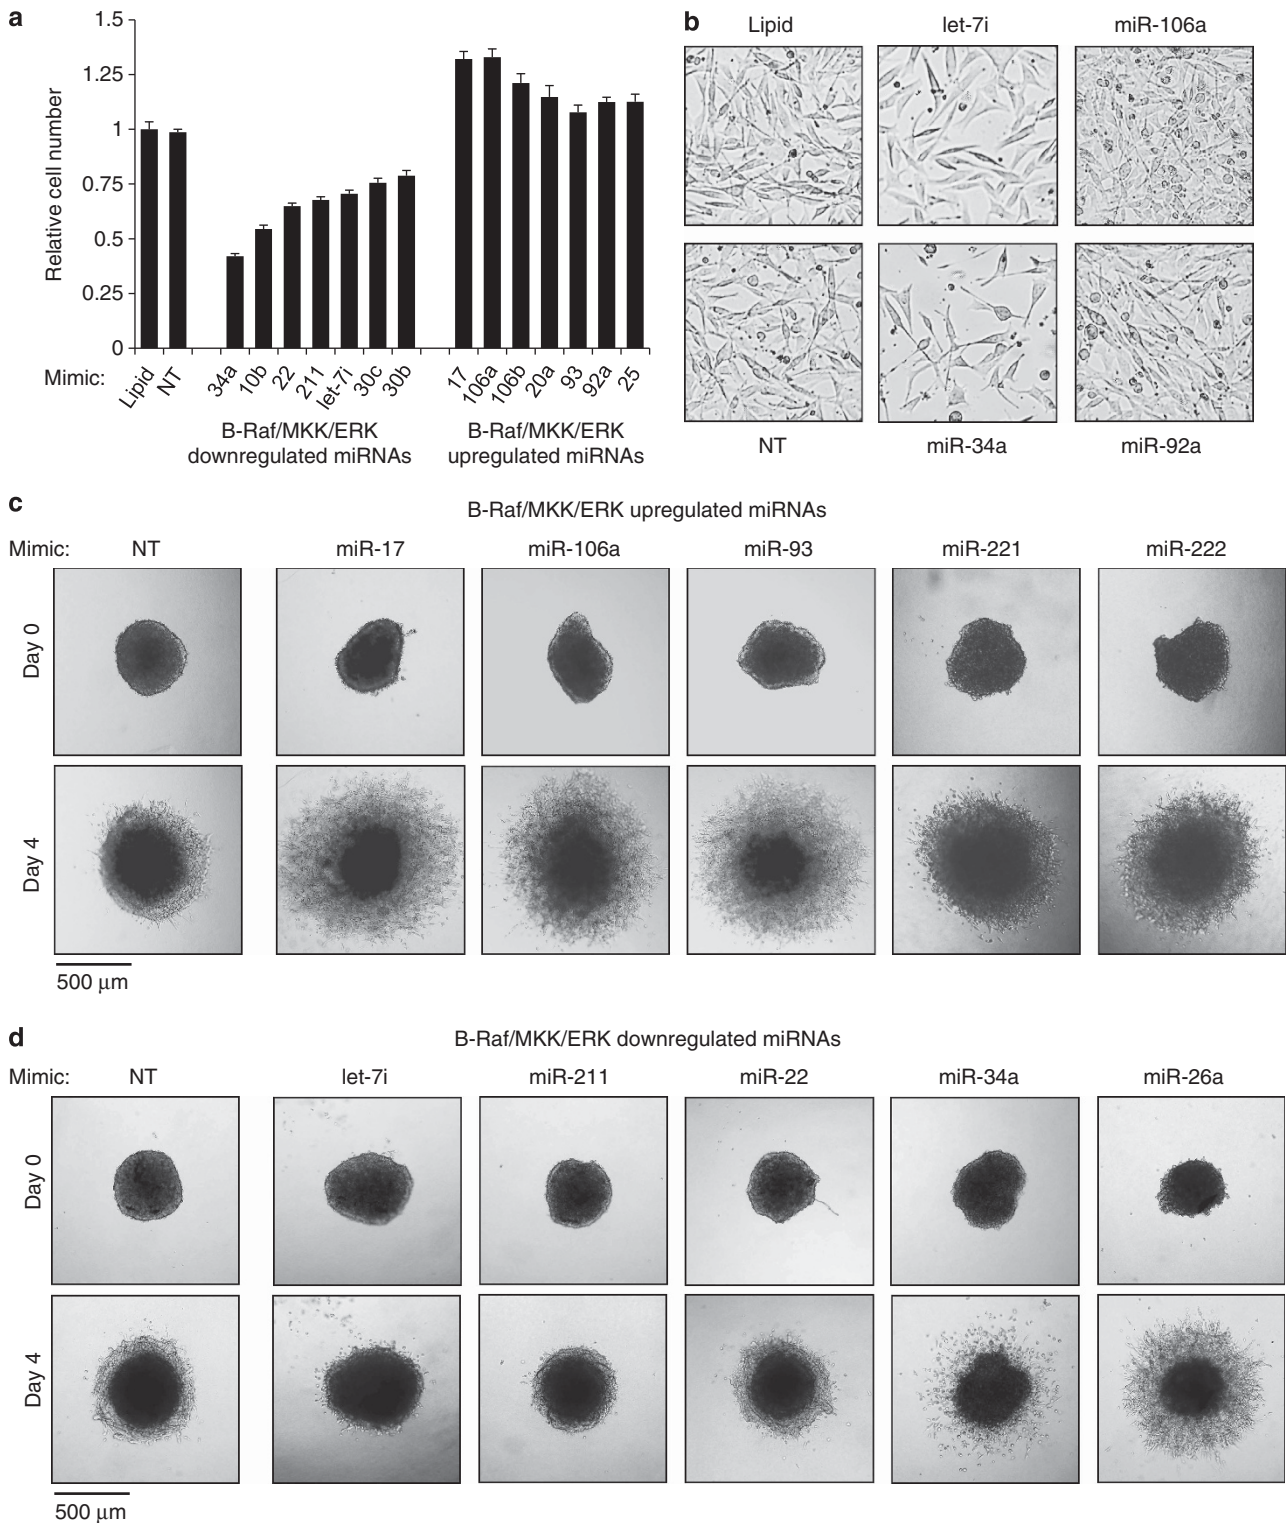 a
1.5
1.25
1
0.75
0.5
0.25
0
Relative cell number
Mimic:
Lipid
NT
34a
10b
22
211
let-7i
30c
30b
17
106a
106b
20a
93
92a
25
B-Raf/MKK/ERK
downregulated miRNAs
B-Raf/MKK/ERK
upregulated miRNAs
b
Lipid let-7i miR-106a
NT miR-34a miR-92a
c
B-Raf/MKK/ERK upregulated miRNAs
Mimic: NT miR-17 miR-106a miR-93 miR-221 miR-222
Day 0
Day 4
500 μm
d
B-Raf/MKK/ERK downregulated miRNAs
Mimic: NT let-7i miR-211 miR-22 miR-34a miR-26a
Day 0
Day 4
500 μm